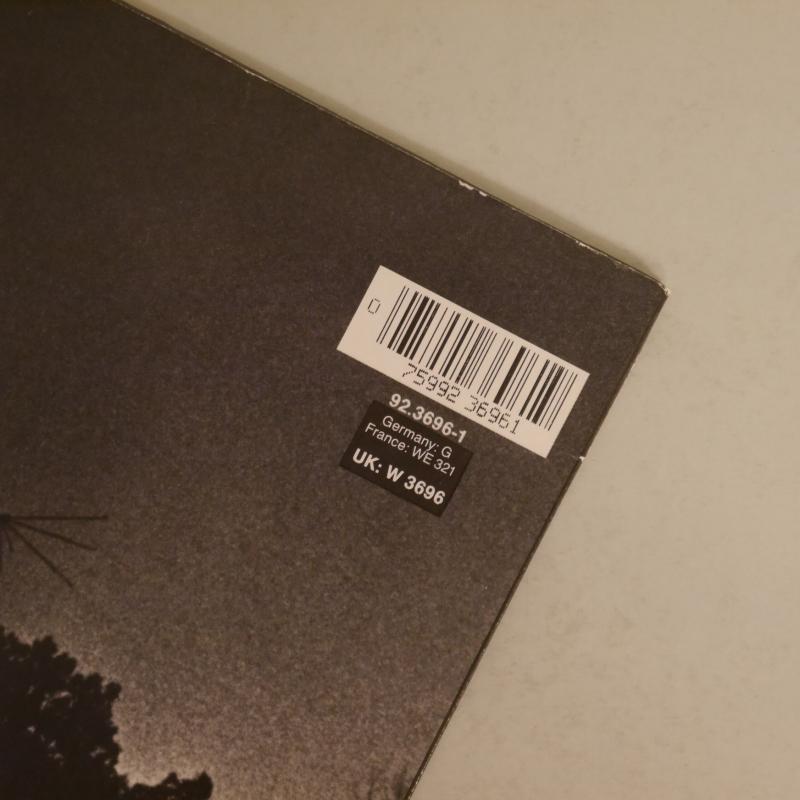 0
75992 36961
92.3696-1
Germany: G
France: WE 321
UK: W 3696